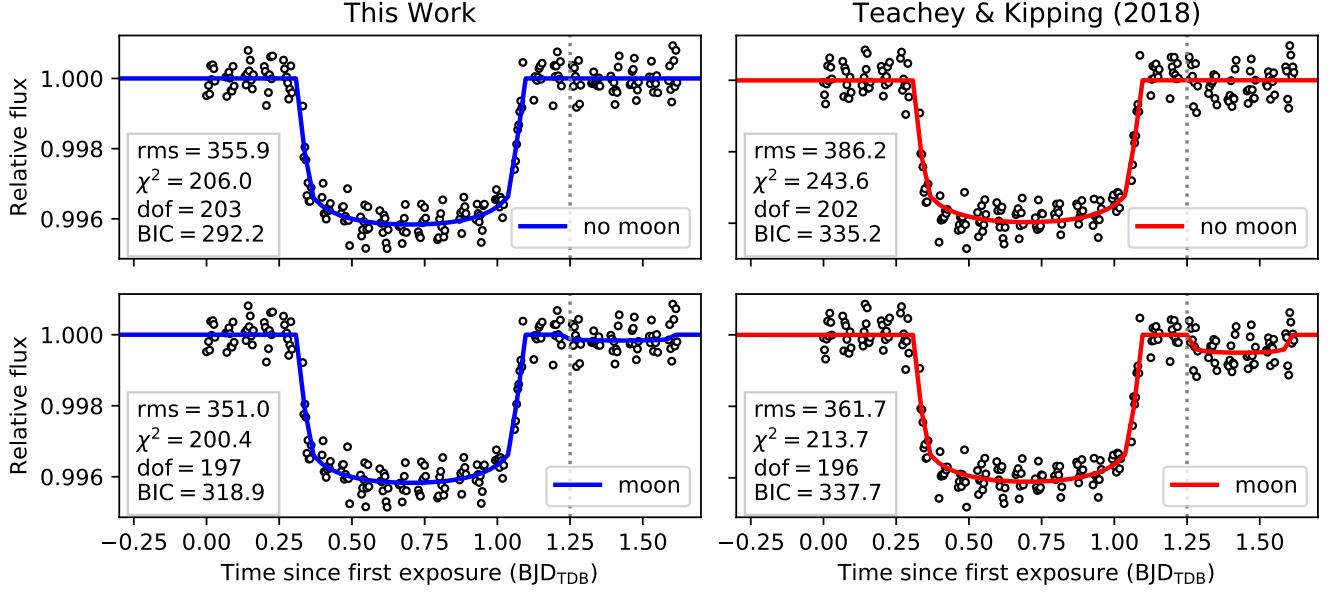 This Work
Teachey & Kipping (2018)
Relative flux
1.000
0.998
0.996
rms = 355.9
χ² = 206.0
dof = 203
BIC = 292.2
no moon
rms = 386.2
χ² = 243.6
dof = 202
BIC = 335.2
no moon
Relative flux
1.000
0.998
0.996
rms = 351.0
χ² = 200.4
dof = 197
BIC = 318.9
moon
rms = 361.7
χ² = 213.7
dof = 196
BIC = 337.7
moon
−0.25 0.00 0.25 0.50 0.75 1.00 1.25 1.50
−0.25 0.00 0.25 0.50 0.75 1.00 1.25 1.50
Time since first exposure (BJD_TDB)
Time since first exposure (BJD_TDB)